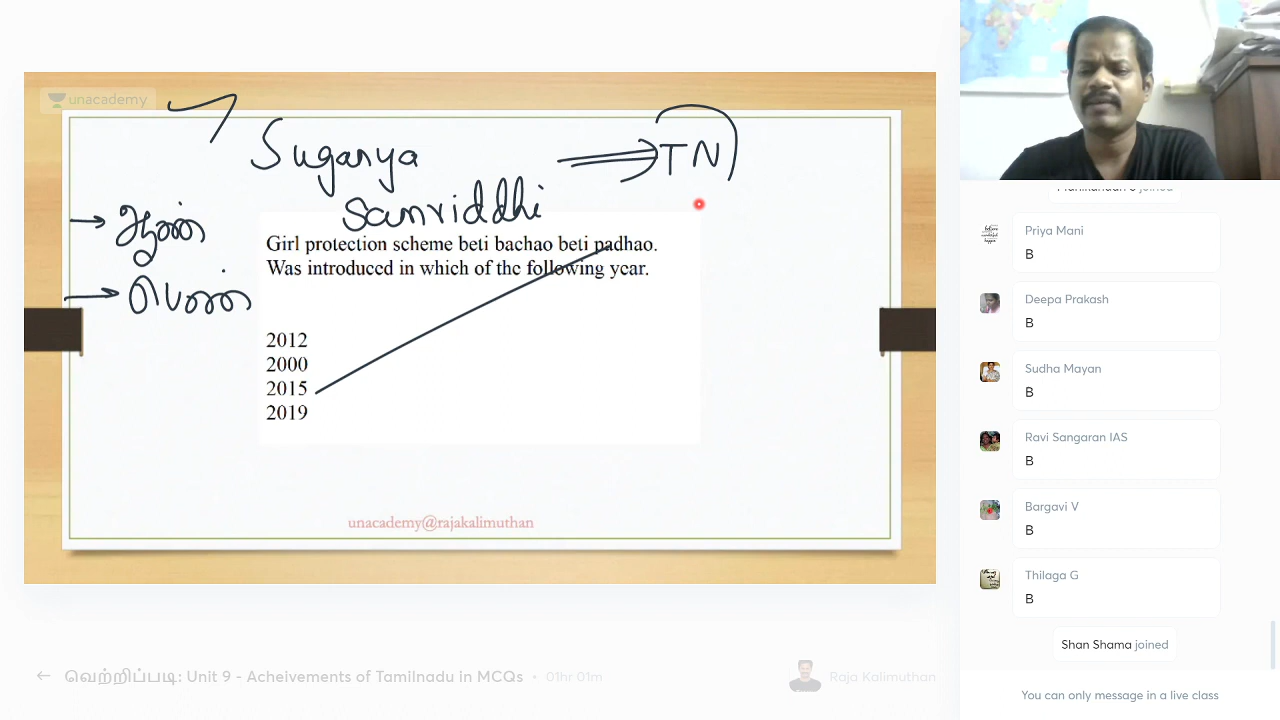 unacademy
Suganya
TN
Samriddhi
ஆண்
பெண்
Girl protection scheme beti bachao beti padhao.
Was introduced in which of the following year.
2012
2000
2015
2019
unacademy@rajakalimuthan
joined
Priya Mani
B
Deepa Prakash
B
Sudha Mayan
B
Ravi Sangaran IAS
B
Bargavi V
B
Thilaga G
B
Shan Shama joined
You can only message in a live class
வெற்றிப்படி: Unit 9 - Acheivements of Tamilnadu in MCQs • 01hr 01m
Raja Kalimuthan